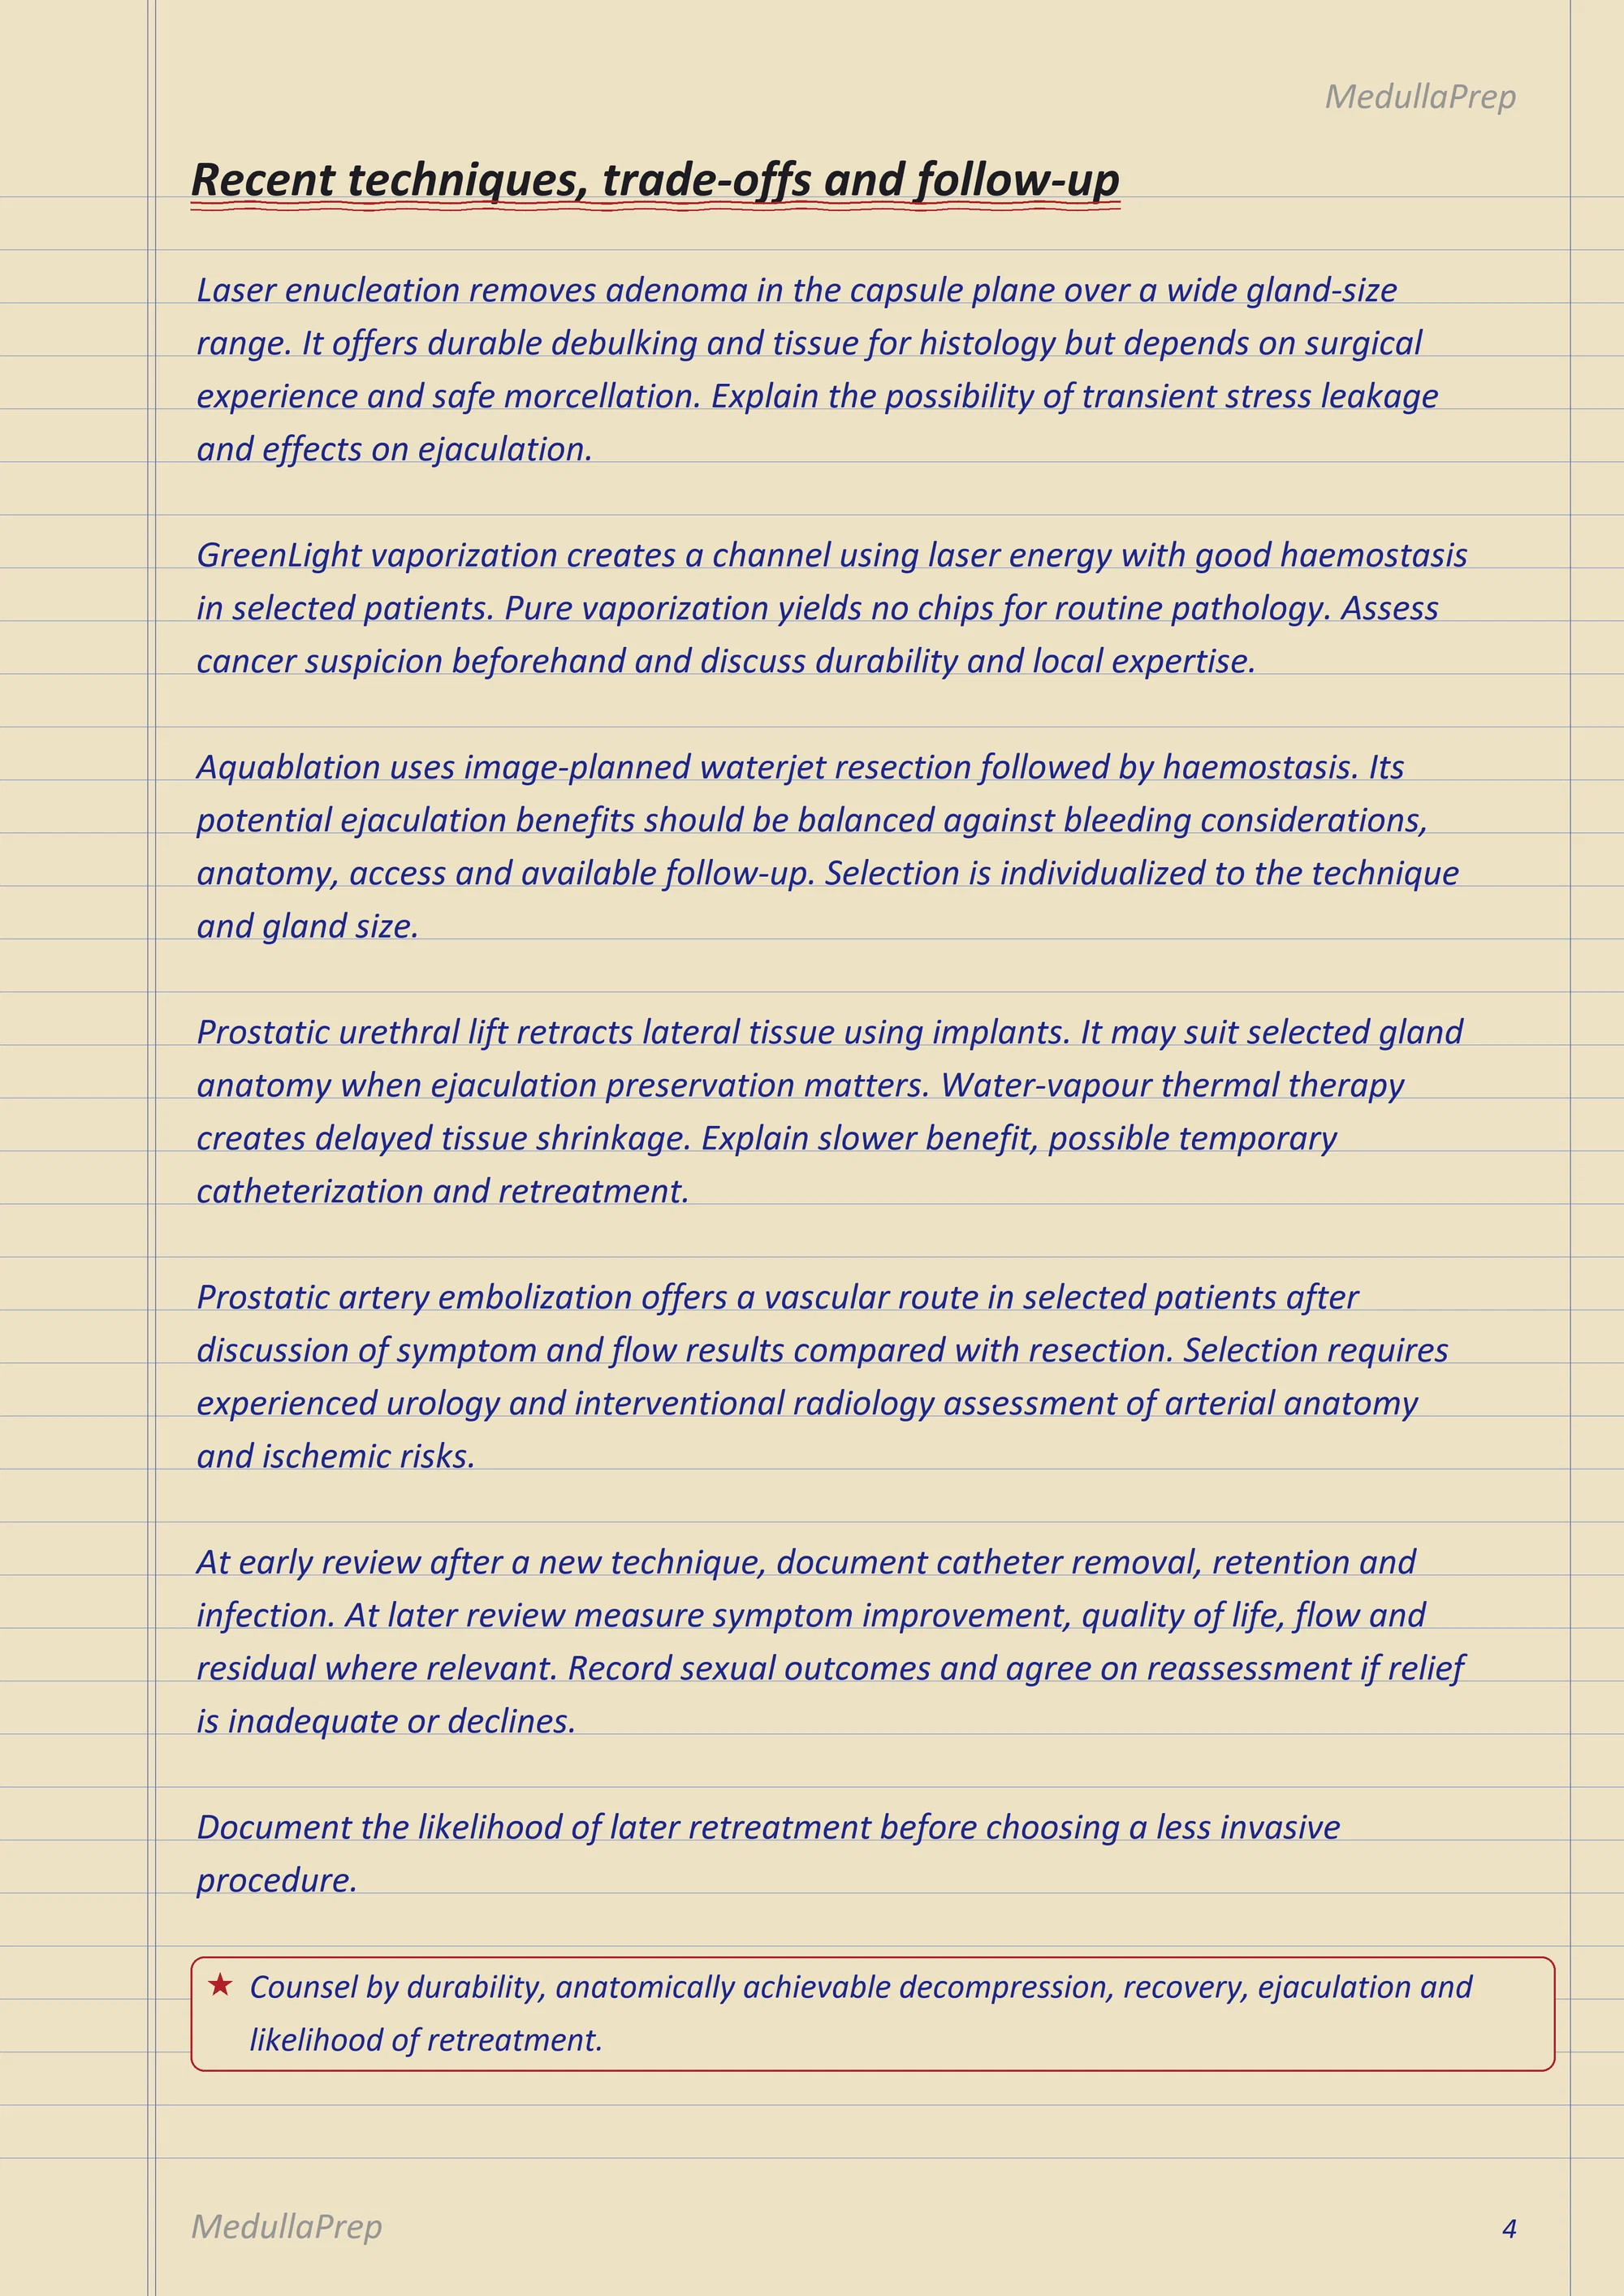 MedullaPrep
Recent techniques, trade-offs and follow-up
Laser enucleation removes adenoma in the capsule plane over a wide gland-size
range. It offers durable debulking and tissue for histology but depends on surgical
experience and safe morcellation. Explain the possibility of transient stress leakage
and effects on ejaculation.
GreenLight vaporization creates a channel using laser energy with good haemostasis
in selected patients. Pure vaporization yields no chips for routine pathology. Assess
cancer suspicion beforehand and discuss durability and local expertise.
Aquablation uses image-planned waterjet resection followed by haemostasis. Its
potential ejaculation benefits should be balanced against bleeding considerations,
anatomy, access and available follow-up. Selection is individualized to the technique
and gland size.
Prostatic urethral lift retracts lateral tissue using implants. It may suit selected gland
anatomy when ejaculation preservation matters. Water-vapour thermal therapy
creates delayed tissue shrinkage. Explain slower benefit, possible temporary
catheterization and retreatment.
Prostatic artery embolization offers a vascular route in selected patients after
discussion of symptom and flow results compared with resection. Selection requires
experienced urology and interventional radiology assessment of arterial anatomy
and ischemic risks.
At early review after a new technique, document catheter removal, retention and
infection. At later review measure symptom improvement, quality of life, flow and
residual where relevant. Record sexual outcomes and agree on reassessment if relief
is inadequate or declines.
Document the likelihood of later retreatment before choosing a less invasive
procedure.
★ Counsel by durability, anatomically achievable decompression, recovery, ejaculation and
likelihood of retreatment.
MedullaPrep
4